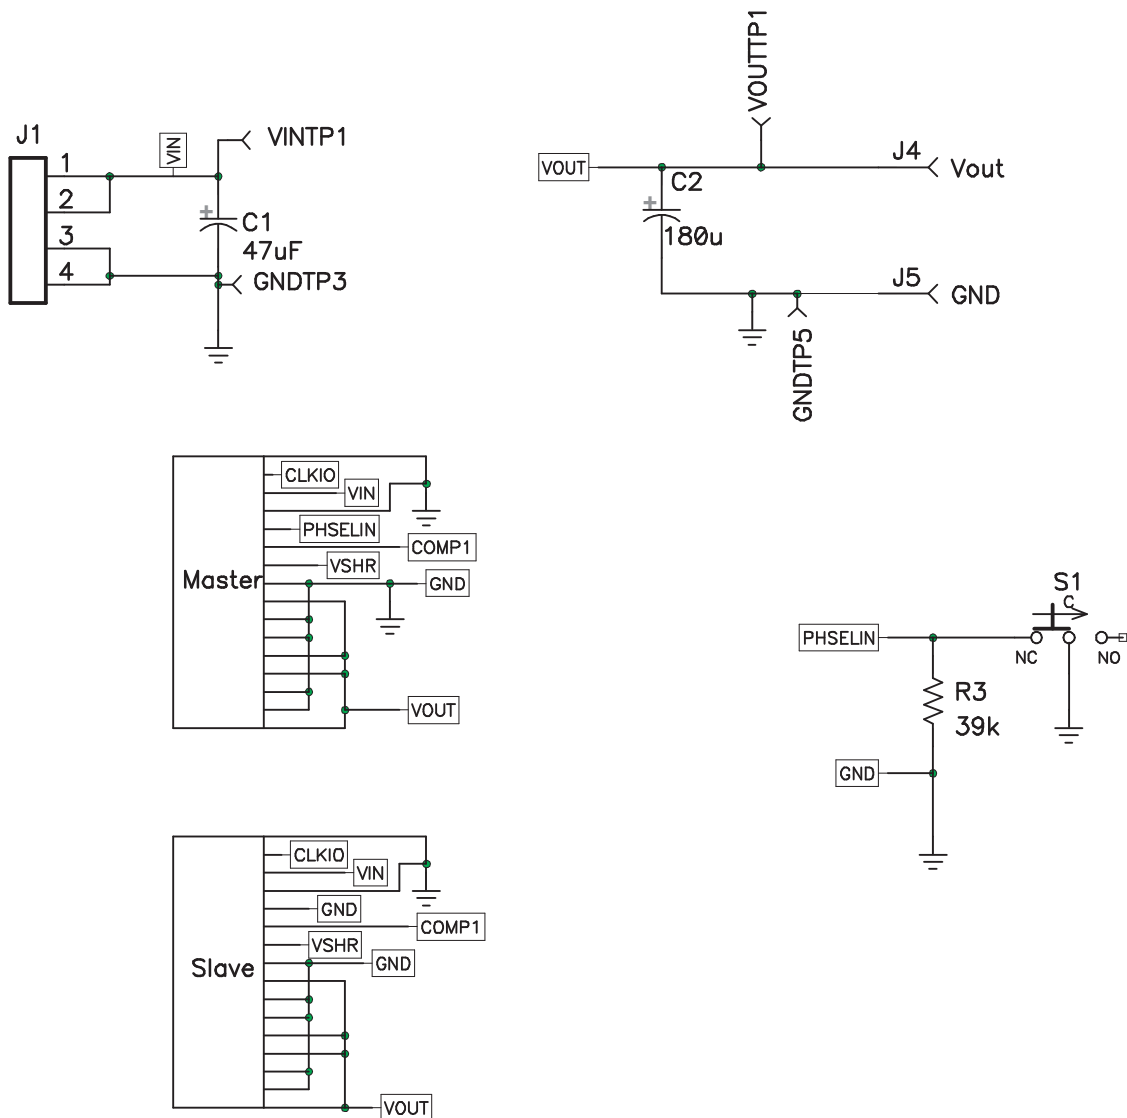 J1
1
2
3
4
VIN
VINTP1
+
C1
47uF
GNDTP3
VOUTTP1
VOUT
C2
+
180u
J4
Vout
J5
GND
GNDTP5
Master
CLKIO
VIN
PHSELIN
COMP1
VSHR
GND
VOUT
S1
C
PHSELIN
NC
NO
R3
39k
GND
Slave
CLKIO
VIN
GND
COMP1
VSHR
GND
VOUT